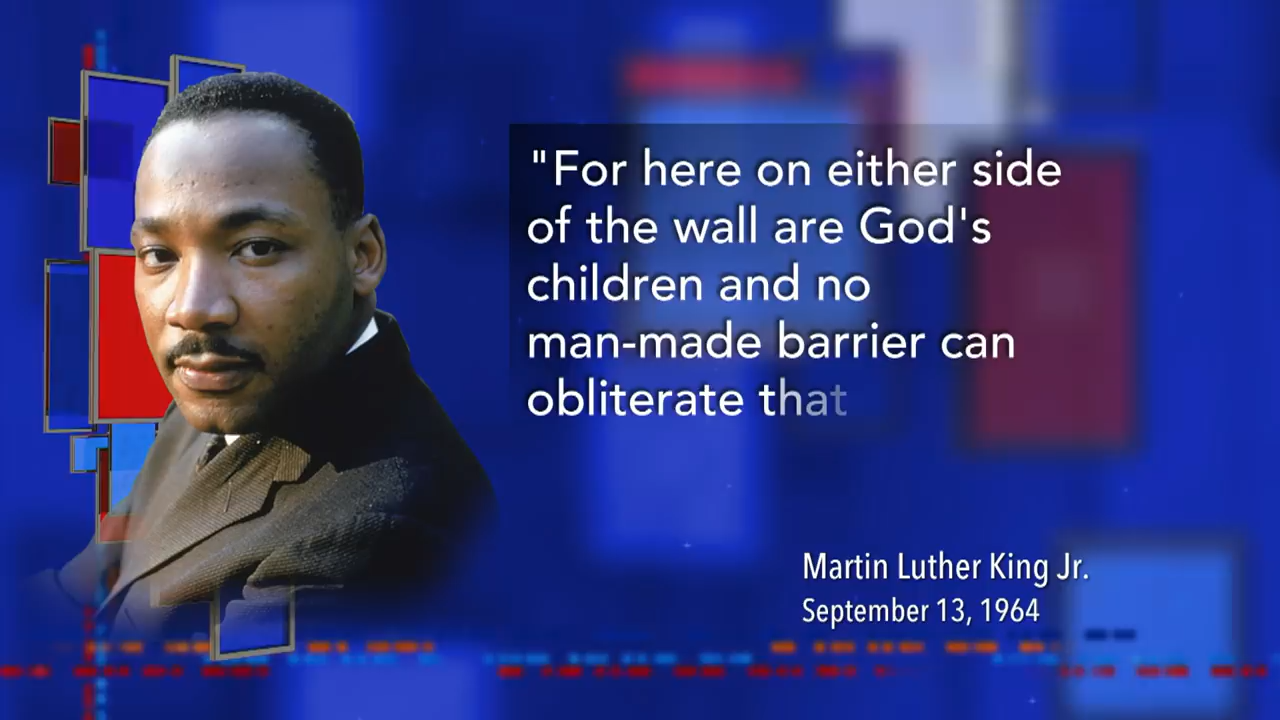 "For here on either side
of the wall are God's
children and no
man-made barrier can
obliterate that
Martin Luther King Jr.
September 13, 1964